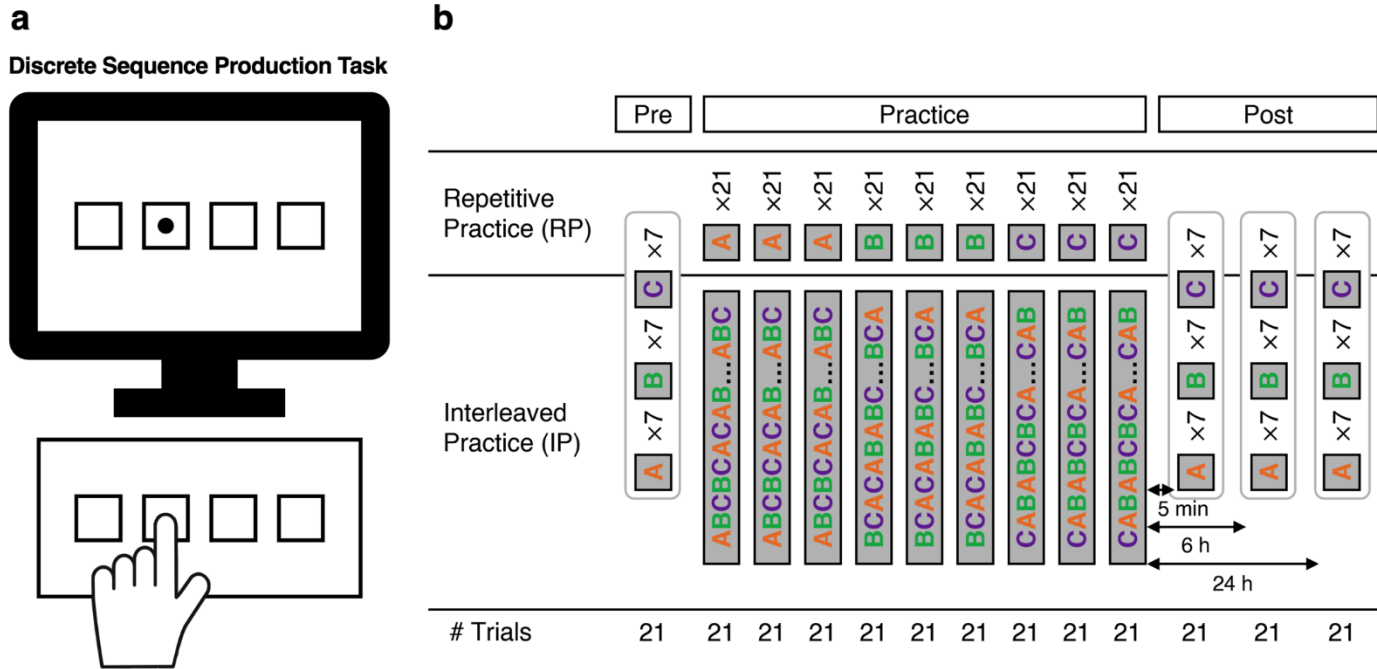 a
Discrete Sequence Production Task
b
Pre
Practice
Post
Repetitive
Practice (RP)
A ×21
A ×21
A ×21
B ×21
B ×21
B ×21
C ×21
C ×21
C ×21
Interleaved
Practice (IP)
A ×7 B ×7 C ×7
ABCBCACAB...ABC
ABCBCACAB...ABC
ABCBCACAB...ABC
BCACABABC...BCA
BCACABABC...BCA
BCACABABC...BCA
CABABCBCA...CAB
CABABCBCA...CAB
CABABCBCA...CAB
A ×7 B ×7 C ×7
A ×7 B ×7 C ×7
A ×7 B ×7 C ×7
5 min
6 h
24 h
# Trials 21 21 21 21 21 21 21 21 21 21 21 21 21